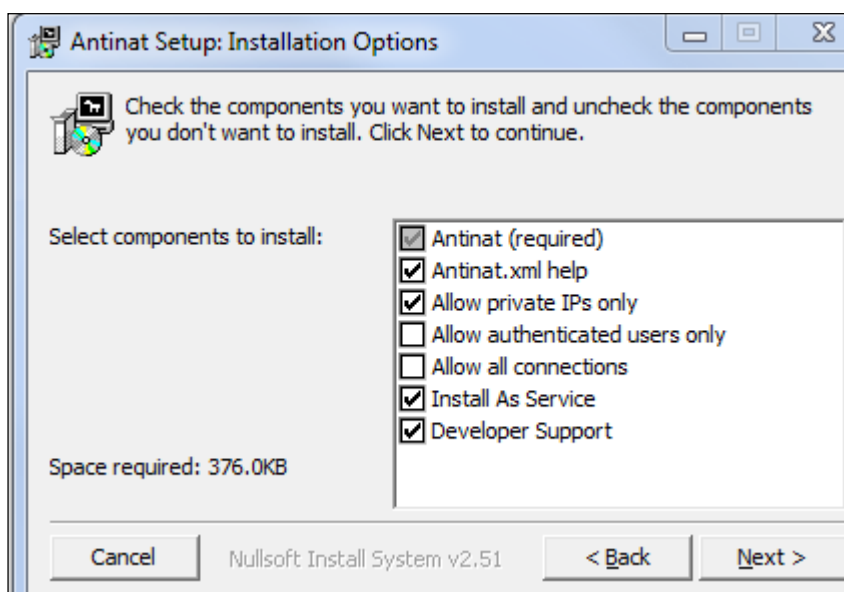 Antinat Setup: Installation Options
Check the components you want to install and uncheck the components
you don't want to install. Click Next to continue.
Select components to install:
Antinat (required)
Antinat.xml help
Allow private IPs only
Allow authenticated users only
Allow all connections
Install As Service
Developer Support
Space required: 376.0KB
Cancel
Nullsoft Install System v2.51
< Back
Next >